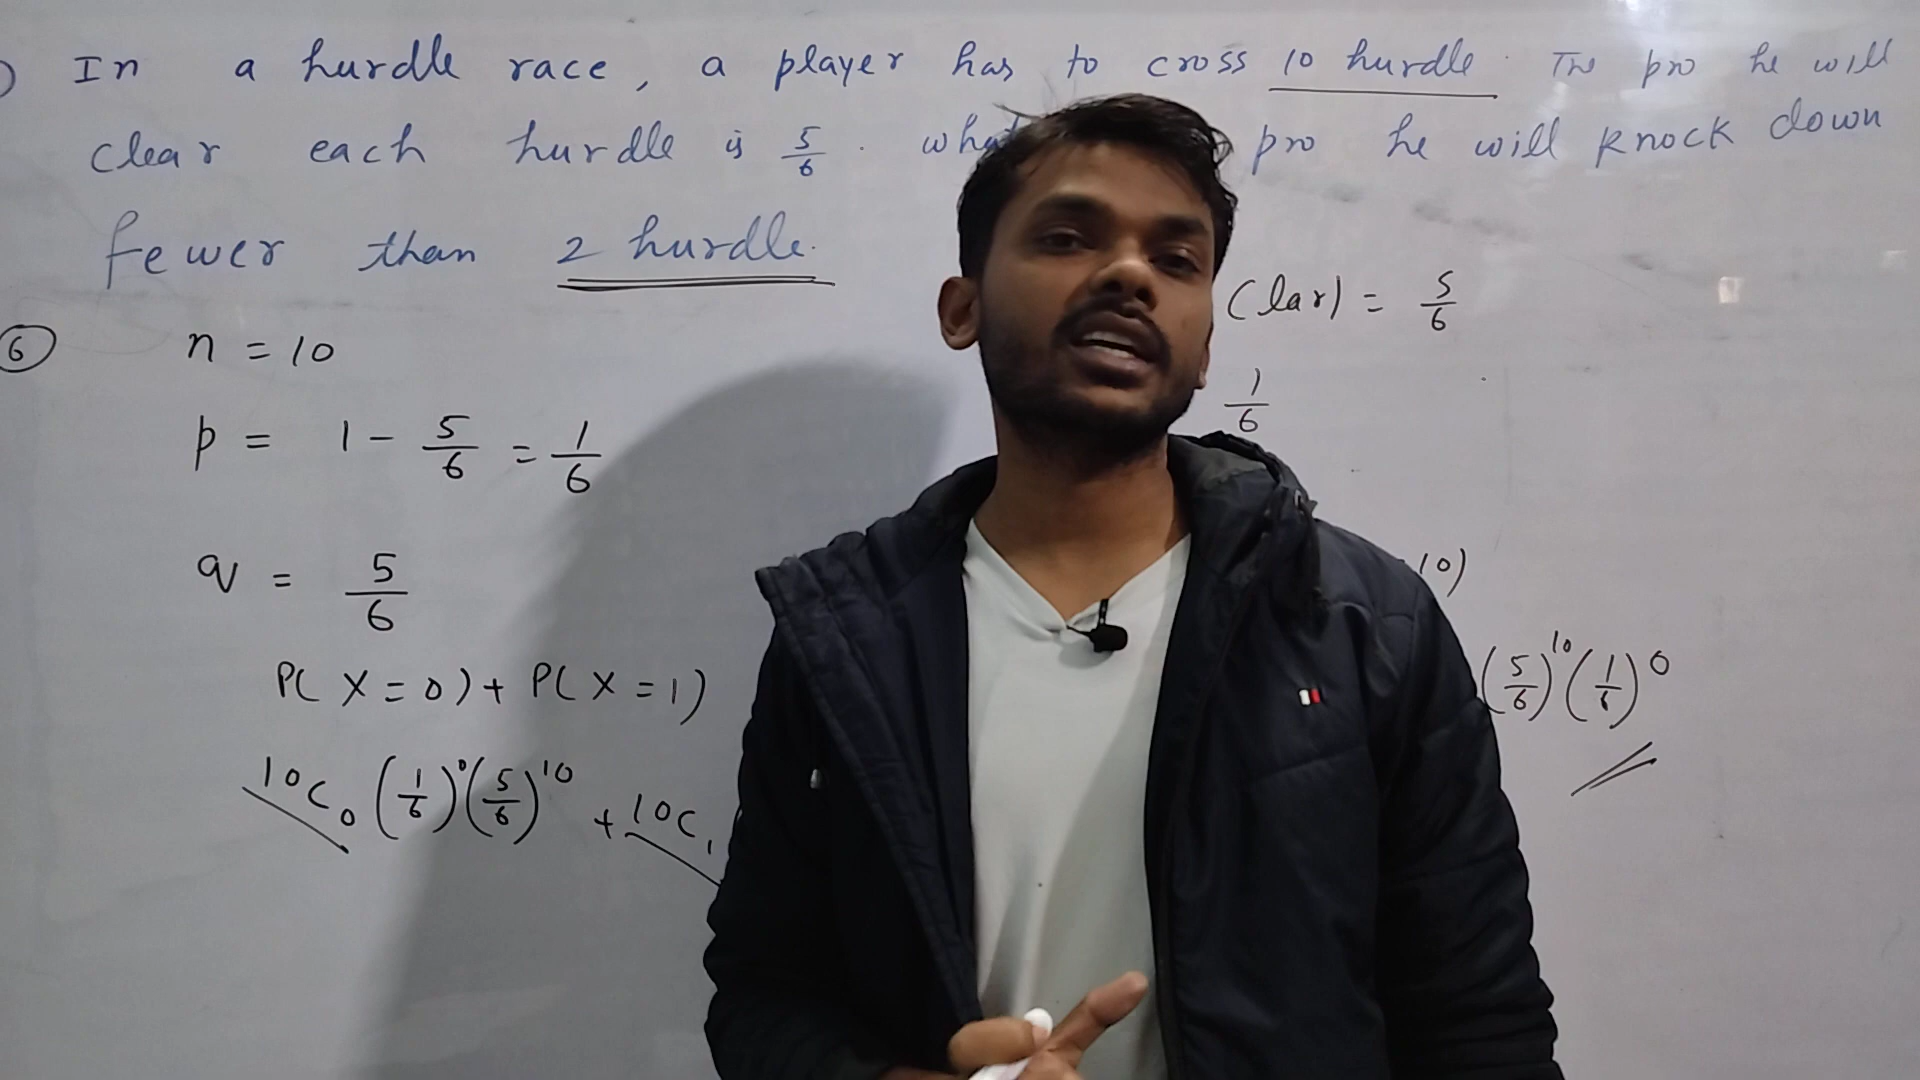 In a hurdle race, a player has to cross 10 hurdle. The pro he will
clear each hurdle is 5/6. what pro he will knock down
fewer than 2 hurdle.
(6) n = 10
(lar) = 5/6
p = 1 - 5/6 = 1/6
1/6
q = 5/6
10)
P(X=0) + P(X=1)
(5/6)^10 (1/6)^0
10C0 (1/6)^0 (5/6)^10 + 10C1